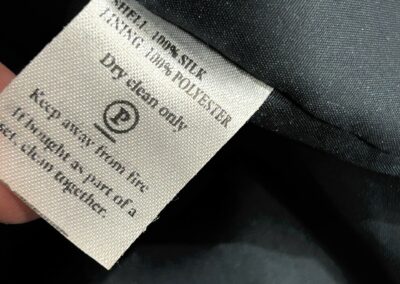 SHELL: 100% SILK
LINING: 100% POLYESTER
Dry clean only
P
Keep away from fire
If bought as part of a
set, clean together.